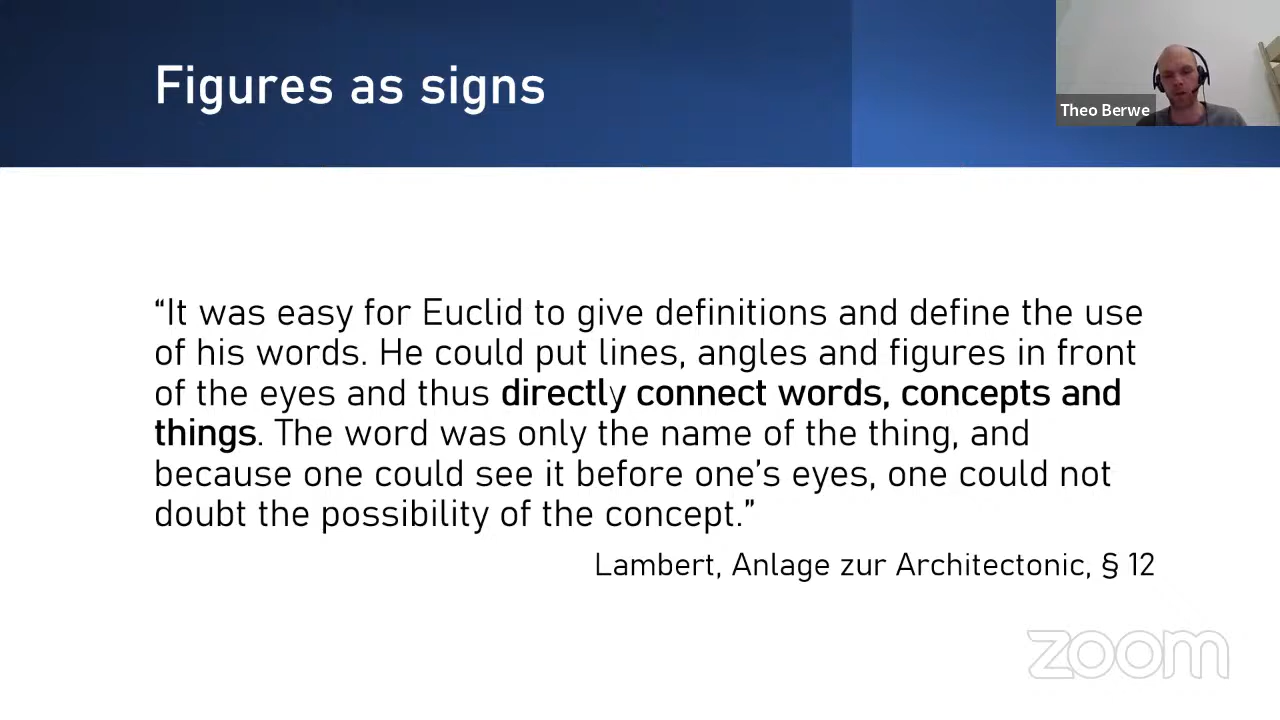 Figures as signs
Theo Berwe
“It was easy for Euclid to give definitions and define the use
of his words. He could put lines, angles and figures in front
of the eyes and thus directly connect words, concepts and
things. The word was only the name of the thing, and
because one could see it before one’s eyes, one could not
doubt the possibility of the concept.”
Lambert, Anlage zur Architectonic, § 12
zoom